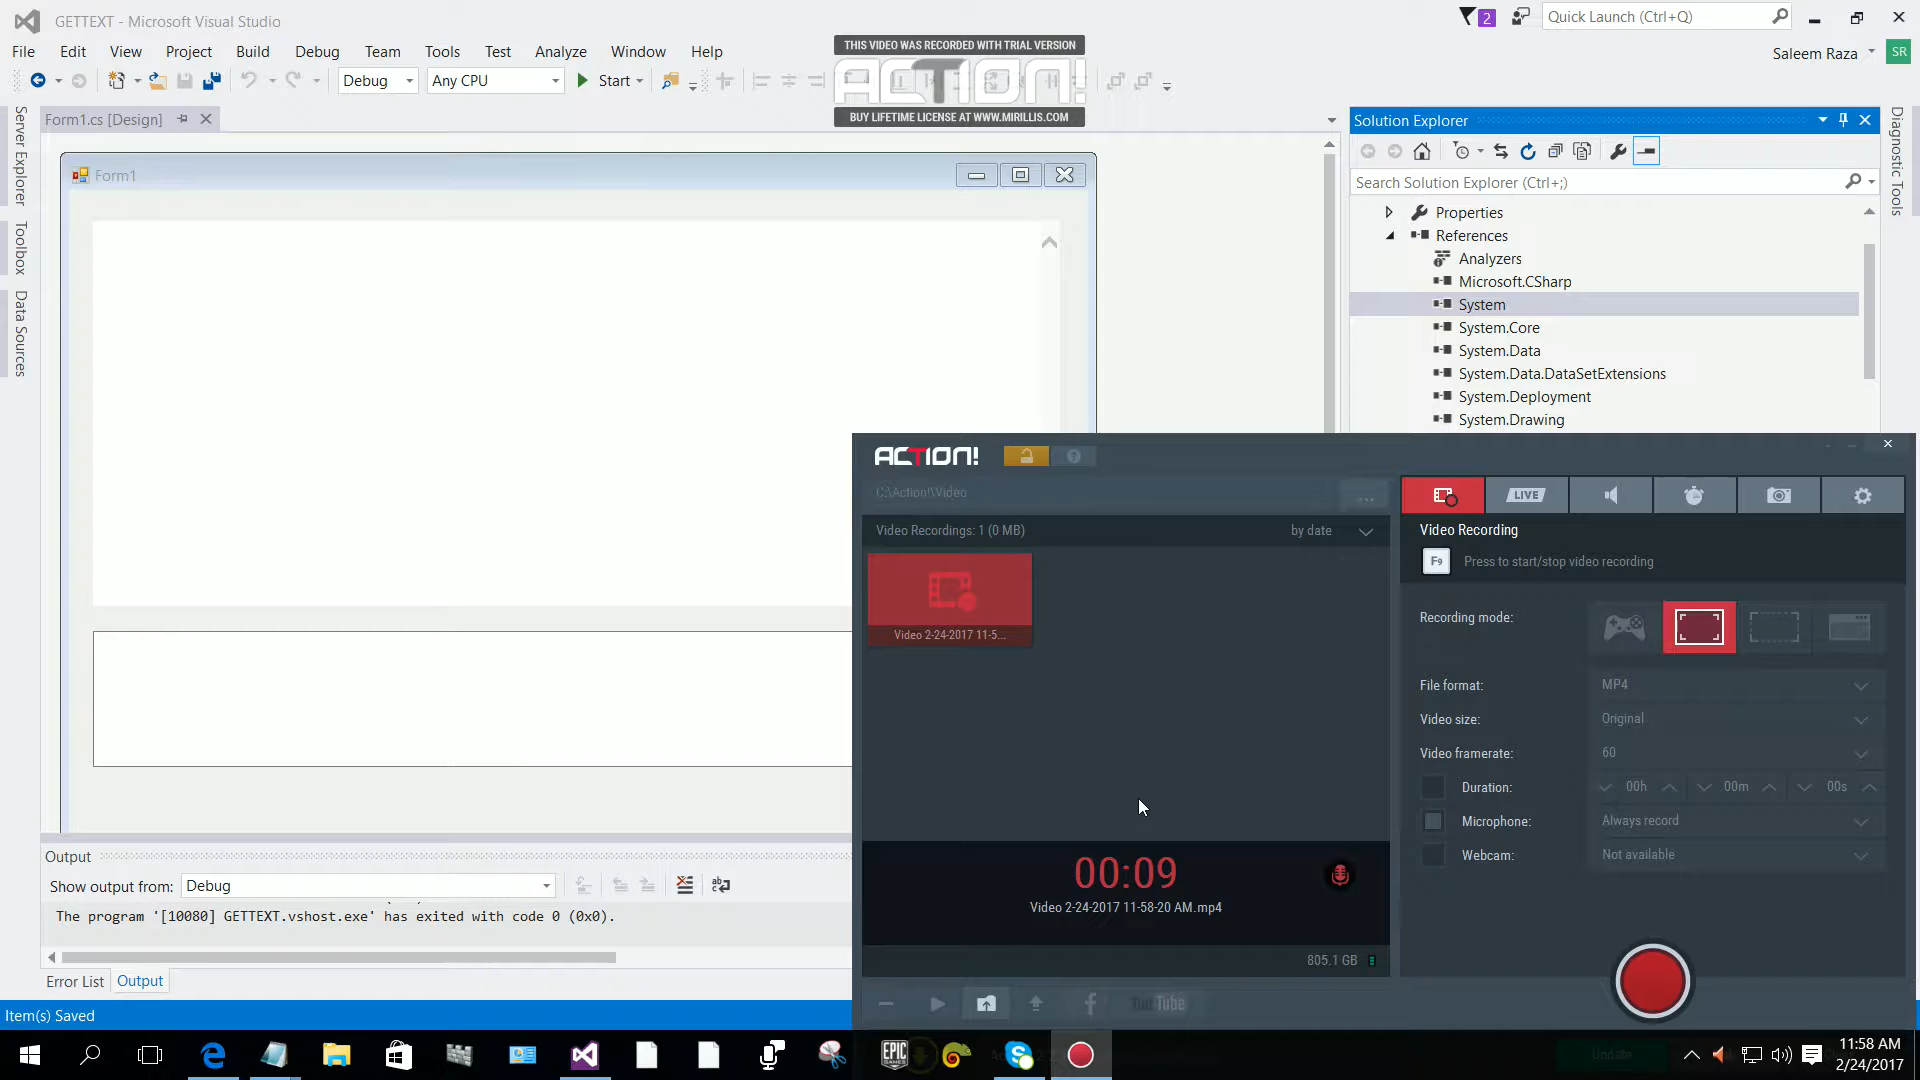 GETTEXT - Microsoft Visual Studio
2
Quick Launch (Ctrl+Q)
File Edit View Project Build Debug Team Tools Test Analyze Window Help
THIS VIDEO WAS RECORDED WITH TRIAL VERSION
ACTION!
BUY LIFETIME LICENSE AT WWW.MIRILLIS.COM
Saleem Raza SR
Debug Any CPU Start
Server Explorer
Toolbox
Data Sources
Form1.cs [Design]
Form1
Solution Explorer
Search Solution Explorer (Ctrl+;)
Properties
References
Analyzers
Microsoft.CSharp
System
System.Core
System.Data
System.Data.DataSetExtensions
System.Deployment
System.Drawing
Diagnostic Tools
ACTION!
C:\Action!\Video
...
Video Recordings: 1 (0 MB) by date
Video 2-24-2017 11-5...
00:09
Video 2-24-2017 11-58-20 AM.mp4
805.1 GB
You Tube
LIVE
Video Recording
F9 Press to start/stop video recording
Recording mode:
File format: MP4
Video size: Original
Video framerate: 60
Duration: 00h 00m 00s
Microphone: Always record
Webcam: Not available
Output
Show output from: Debug
The program '[10080] GETTEXT.vshost.exe' has exited with code 0 (0x0).
Error List Output
Item(s) Saved
EPIC GAMES
Update
11:58 AM
2/24/2017